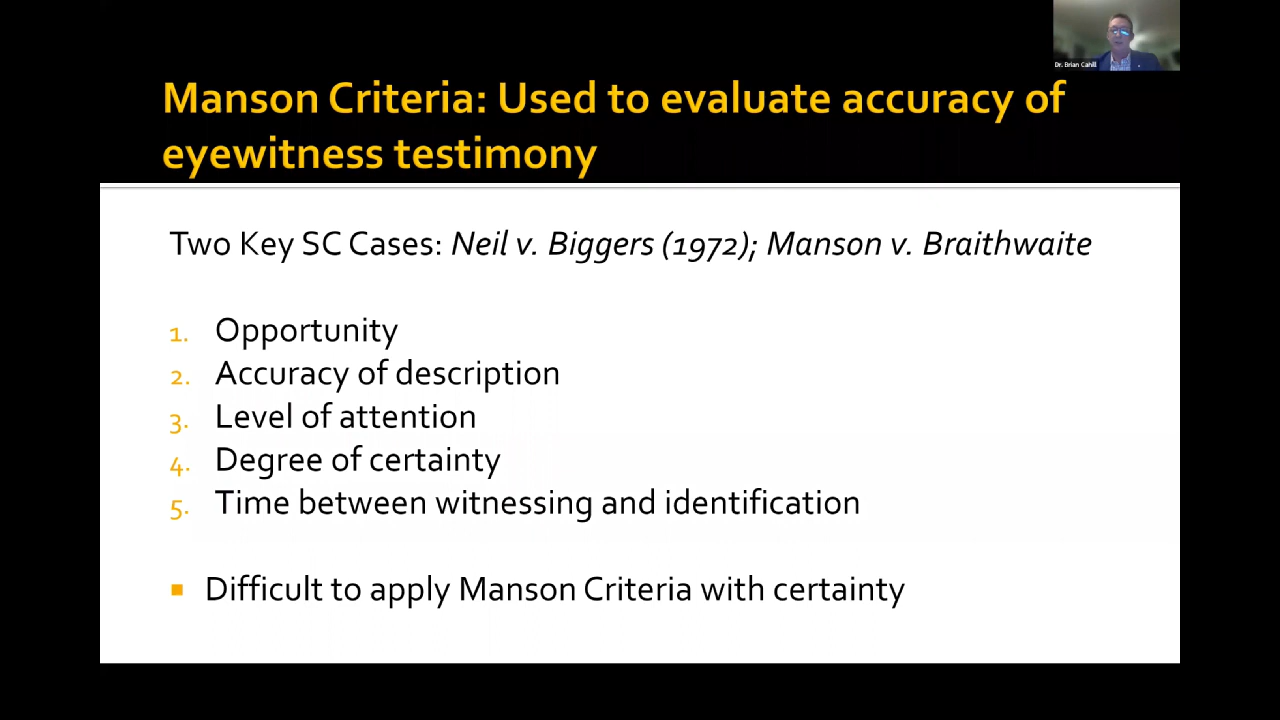 Dr. Brian Cahill
Manson Criteria: Used to evaluate accuracy of
eyewitness testimony
Two Key SC Cases: Neil v. Biggers (1972); Manson v. Braithwaite
1. Opportunity
2. Accuracy of description
3. Level of attention
4. Degree of certainty
5. Time between witnessing and identification
▪ Difficult to apply Manson Criteria with certainty